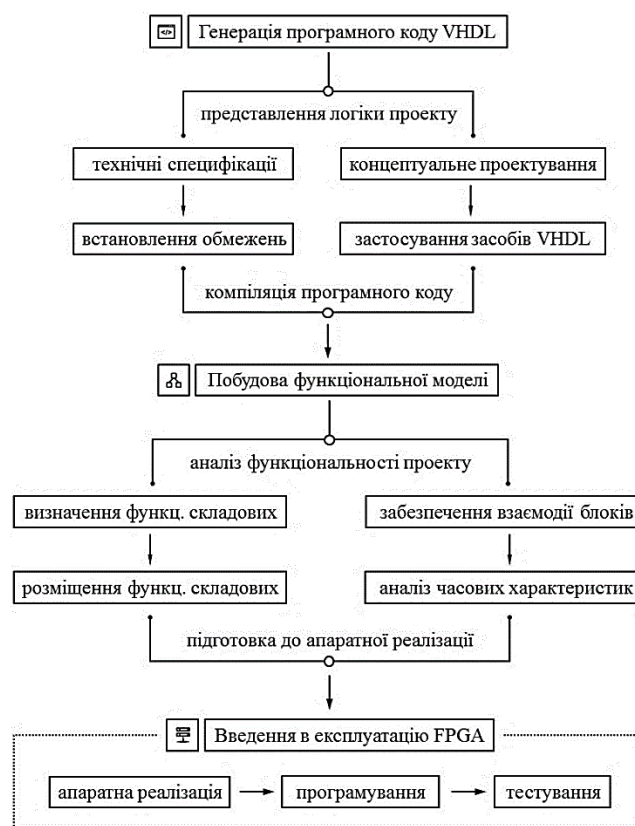 </>
Генерація програмного коду VHDL
представлення логіки проекту
технічні специфікації
концептуальне проектування
встановлення обмежень
застосування засобів VHDL
компіляція програмного коду
Побудова функціональної моделі
аналіз функціональності проекту
визначення функц. складових
забезпечення взаємодії блоків
розміщення функц. складових
аналіз часових характеристик
підготовка до апаратної реалізації
Введення в експлуатацію FPGA
апаратна реалізація
програмування
тестування